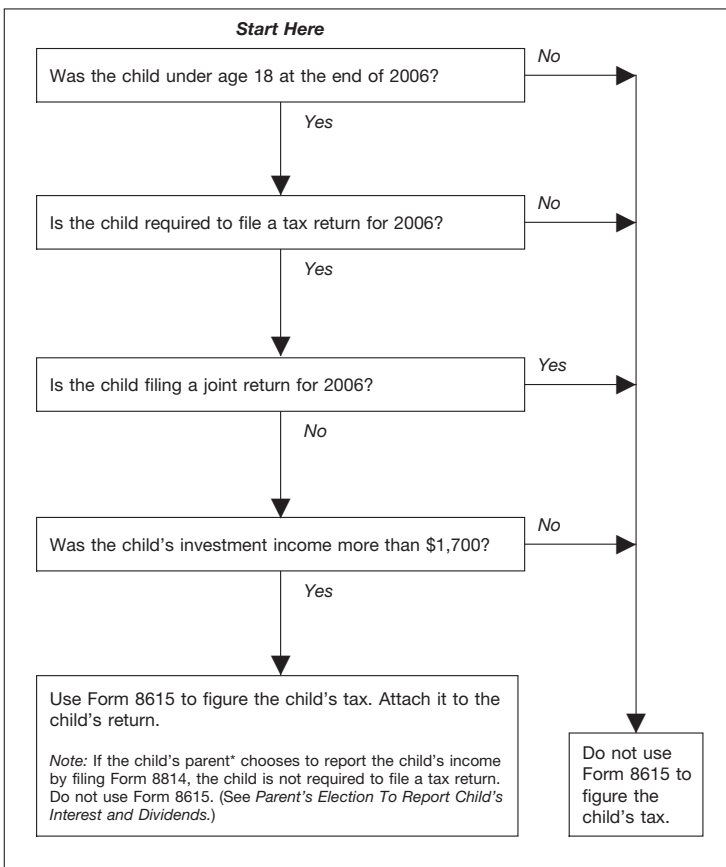 Start Here
Was the child under age 18 at the end of 2006?
No
Yes
Is the child required to file a tax return for 2006?
No
Yes
Is the child filing a joint return for 2006?
Yes
No
Was the child's investment income more than $1,700?
No
Yes
Use Form 8615 to figure the child's tax. Attach it to the
child's return.
Note: If the child's parent* chooses to report the child's income
by filing Form 8814, the child is not required to file a tax return.
Do not use Form 8615. (See Parent's Election To Report Child's
Interest and Dividends.)
Do not use
Form 8615 to
figure the
child's tax.